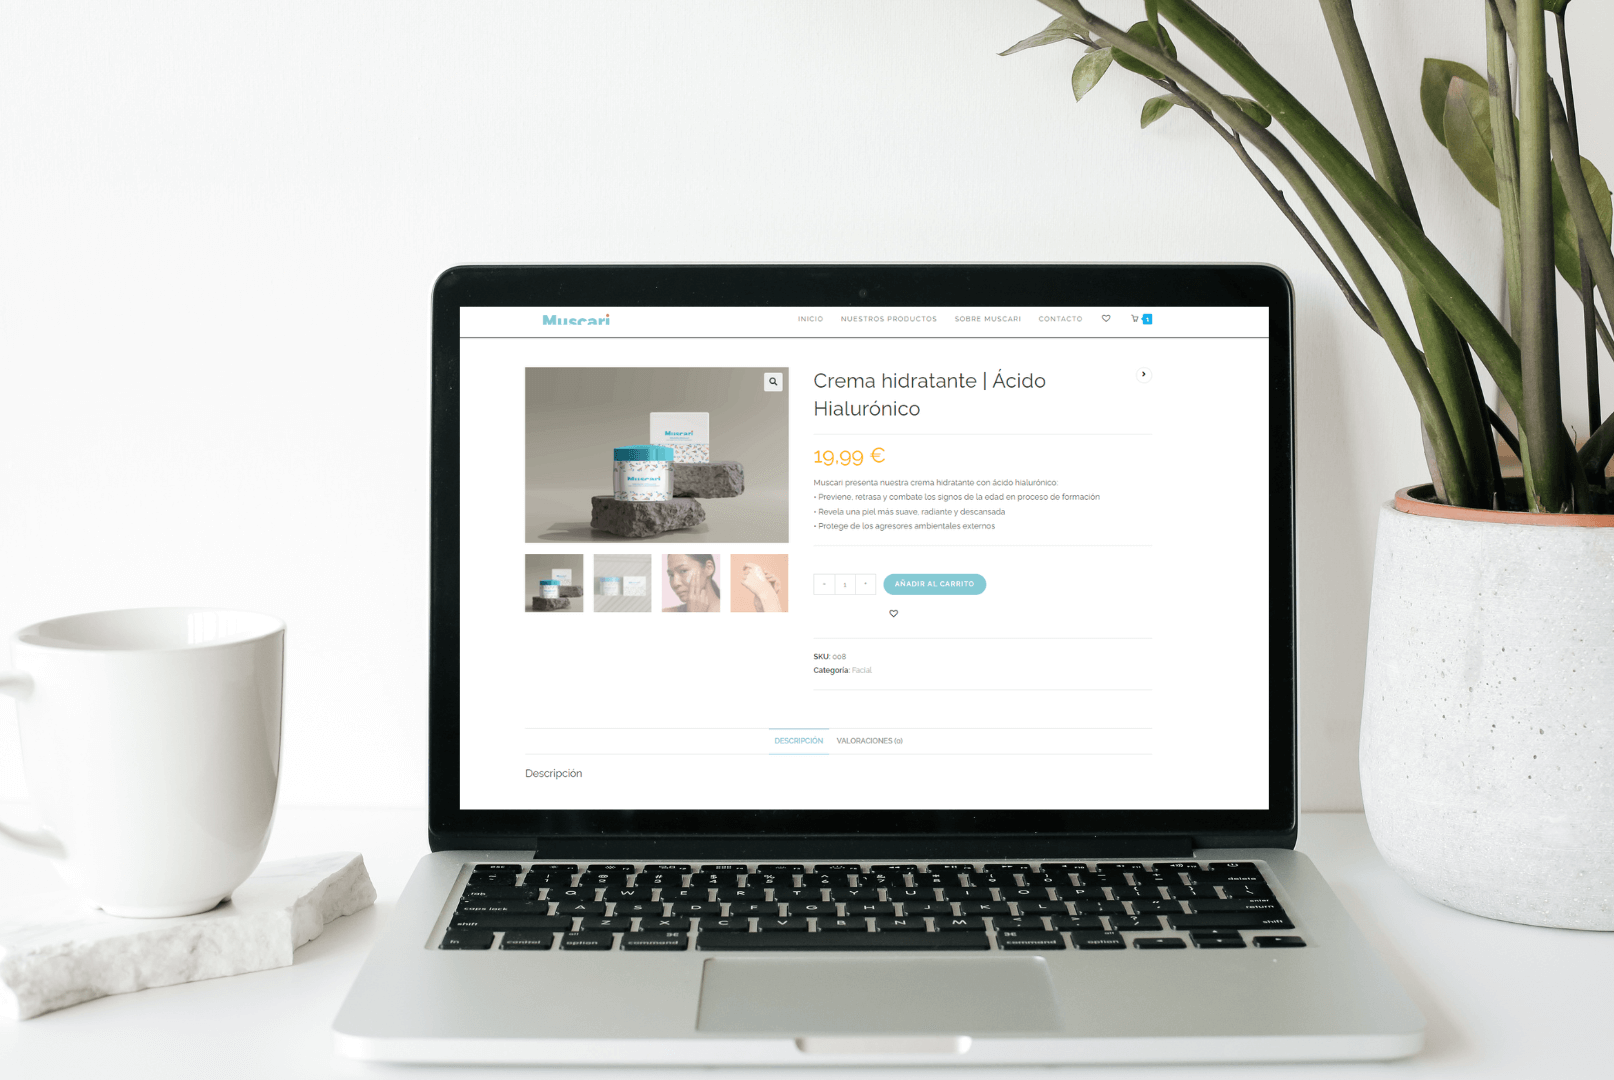 Muscari
INICIO NUESTROS PRODUCTOS SOBRE MUSCARI CONTACTO 1
Crema hidratante | Ácido
Hialurónico
19,99 €
Muscari presenta nuestra crema hidratante con ácido hialurónico:
• Previene, retrasa y combate los signos de la edad en proceso de formación
• Revela una piel más suave, radiante y descansada
• Protege de los agresores ambientales externos
Muscari
Muscari
- 1 +
AÑADIR AL CARRITO
SKU: 008
Categoría: Facial
DESCRIPCIÓN VALORACIONES (0)
Descripción
esc
delete
tab Q W E R T Y U I O P
caps lock A S D F G H J K L enter
return
shift Z X C V B N M shift
fn control option command command option